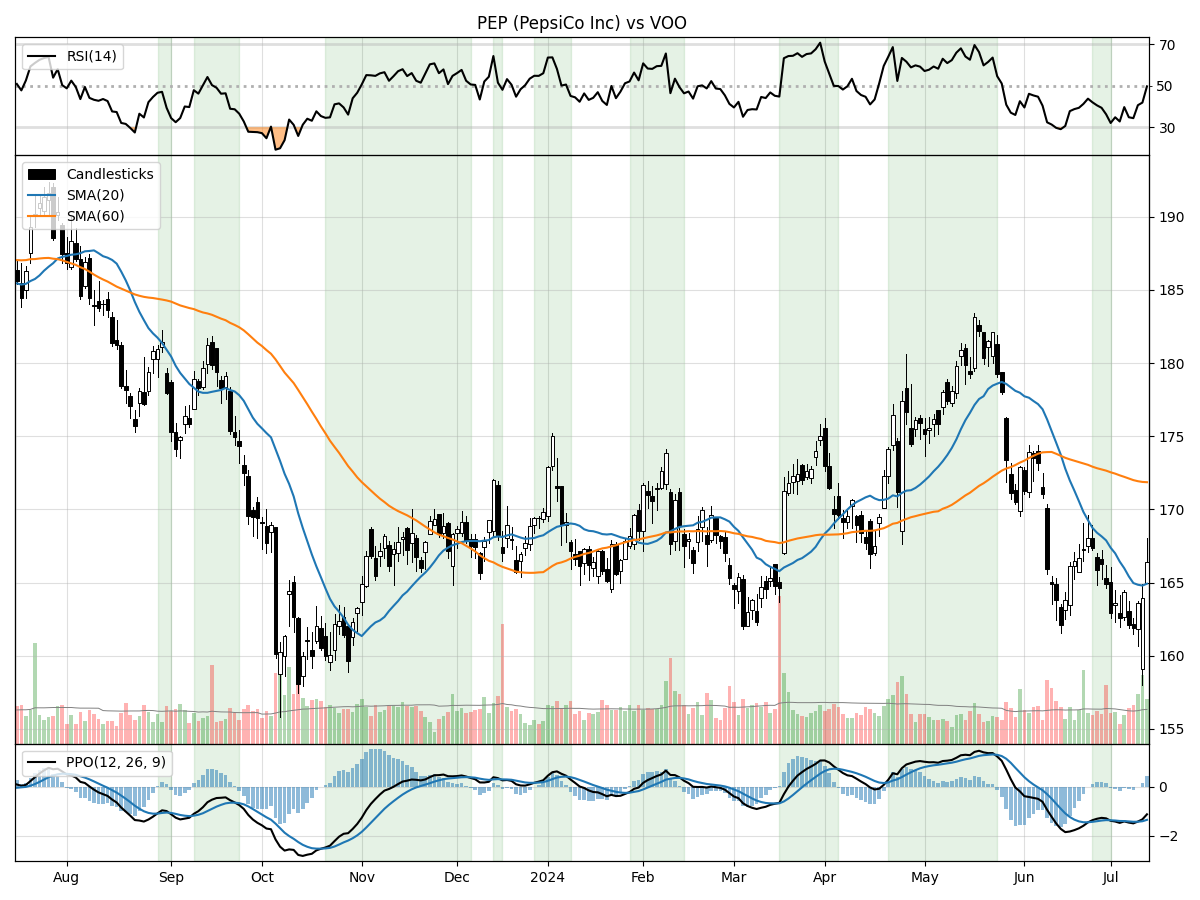 PEP (PepsiCo Inc) vs VOO
RSI(14)
70
50
30
Candlesticks
SMA(20)
SMA(60)
190
185
180
175
170
165
160
155
PPO(12, 26, 9)
0
−2
Aug Sep Oct Nov Dec 2024 Feb Mar Apr May Jun Jul